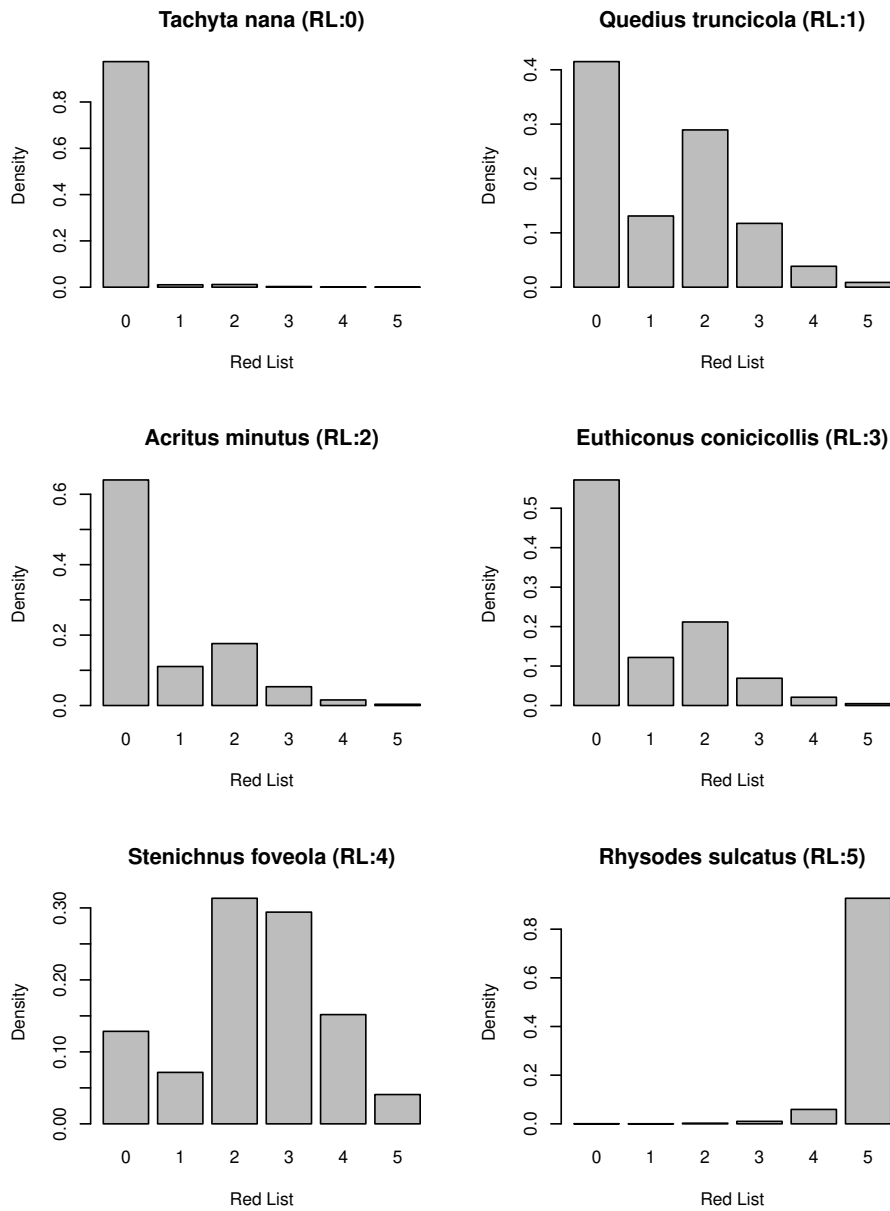 Tachyta nana (RL:0)
Density
0.0 0.2 0.4 0.6 0.8
0 1 2 3 4 5
Red List
Quedius truncicola (RL:1)
Density
0.0 0.1 0.2 0.3 0.4
0 1 2 3 4 5
Red List
Acritus minutus (RL:2)
Density
0.0 0.2 0.4 0.6
0 1 2 3 4 5
Red List
Euthiconus conicicollis (RL:3)
Density
0.0 0.1 0.2 0.3 0.4 0.5
0 1 2 3 4 5
Red List
Stenichnus foveola (RL:4)
Density
0.00 0.10 0.20 0.30
0 1 2 3 4 5
Red List
Rhysodes sulcatus (RL:5)
Density
0.0 0.2 0.4 0.6 0.8
0 1 2 3 4 5
Red List